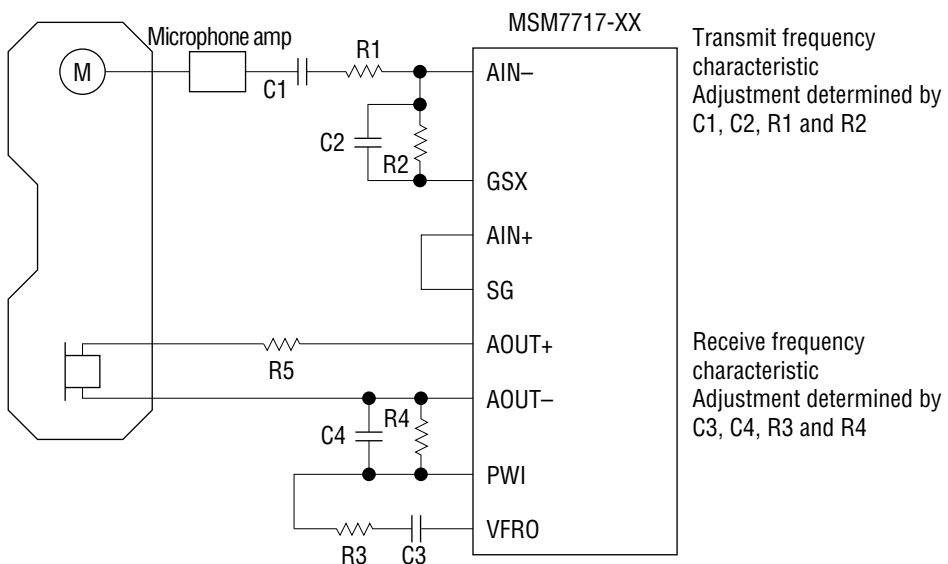 MSM7717-XX
Microphone amp
M
C1
R1
C2
R2
AIN–
GSX
AIN+
SG
AOUT+
R5
AOUT–
C4
R4
PWI
R3
C3
VFRO
Transmit frequency
characteristic
Adjustment determined by
C1, C2, R1 and R2
Receive frequency
characteristic
Adjustment determined by
C3, C4, R3 and R4